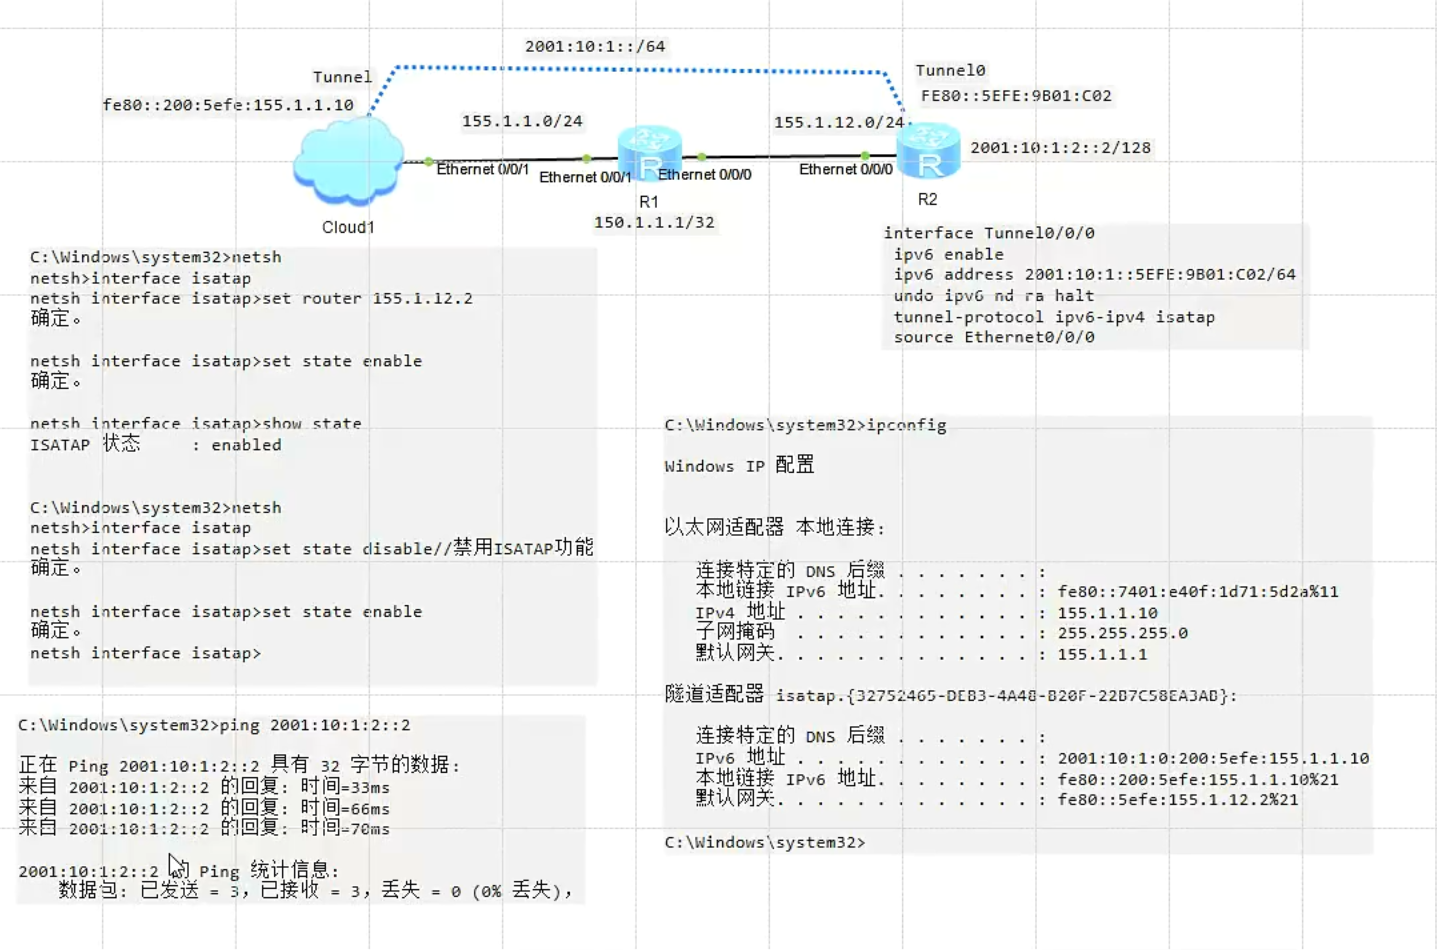 2001:10:1::/64
Tunnel
Tunnel0
fe80::200:5efe:155.1.1.10
FE80::5EFE:9B01:C02
155.1.1.0/24
155.1.12.0/24
2001:10:1:2::2/128
Ethernet 0/0/1
Ethernet 0/0/1
Ethernet 0/0/0
Ethernet 0/0/0
R
R
Cloud1
R1
R2
150.1.1.1/32
interface Tunnel0/0/0
ipv6 enable
ipv6 address 2001:10:1::5EFE:9B01:C02/64
undo ipv6 nd ra halt
tunnel-protocol ipv6-ipv4 isatap
source Ethernet0/0/0
C:\Windows\system32>netsh
netsh>interface isatap
netsh interface isatap>set router 155.1.12.2
确定。
netsh interface isatap>set state enable
确定。
netsh interface isatap>show state
ISATAP 状态 : enabled
C:\Windows\system32>netsh
netsh>interface isatap
netsh interface isatap>set state disable//禁用ISATAP功能
确定。
netsh interface isatap>set state enable
确定。
netsh interface isatap>
C:\Windows\system32>ping 2001:10:1:2::2
正在 Ping 2001:10:1:2::2 具有 32 字节的数据:
来自 2001:10:1:2::2 的回复: 时间=33ms
来自 2001:10:1:2::2 的回复: 时间=66ms
来自 2001:10:1:2::2 的回复: 时间=70ms
2001:10:1:2::2 的 Ping 统计信息:
数据包: 已发送 = 3，已接收 = 3，丢失 = 0 (0% 丢失)，
C:\Windows\system32>ipconfig
Windows IP 配置
以太网适配器 本地连接:
连接特定的 DNS 后缀 . . . . . . . :
本地链接 IPv6 地址. . . . . . . . : fe80::7401:e40f:1d71:5d2a%11
IPv4 地址 . . . . . . . . . . . . : 155.1.1.10
子网掩码 . . . . . . . . . . . . : 255.255.255.0
默认网关. . . . . . . . . . . . . : 155.1.1.1
隧道适配器 isatap.{32752465-DEB3-4A48-B20F-22B7C58EA3AB}:
连接特定的 DNS 后缀 . . . . . . . :
IPv6 地址 . . . . . . . . . . . . : 2001:10:1:0:200:5efe:155.1.1.10
本地链接 IPv6 地址. . . . . . . . : fe80::200:5efe:155.1.1.10%21
默认网关. . . . . . . . . . . . . : fe80::5efe:155.1.12.2%21
C:\Windows\system32>